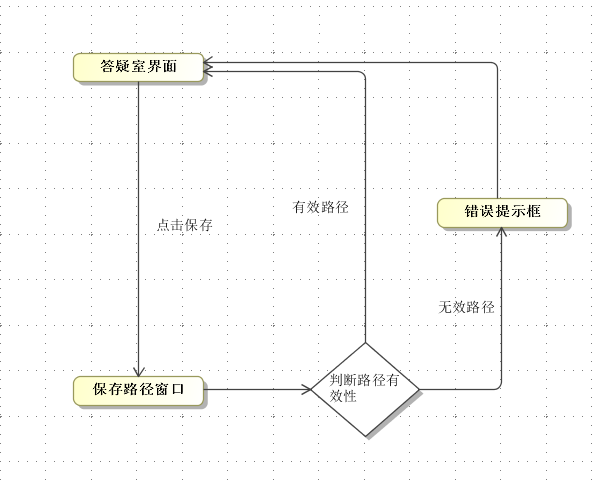 答疑室界面
有效路径
错误提示框
点击保存
无效路径
判断路径有
效性
保存路径窗口